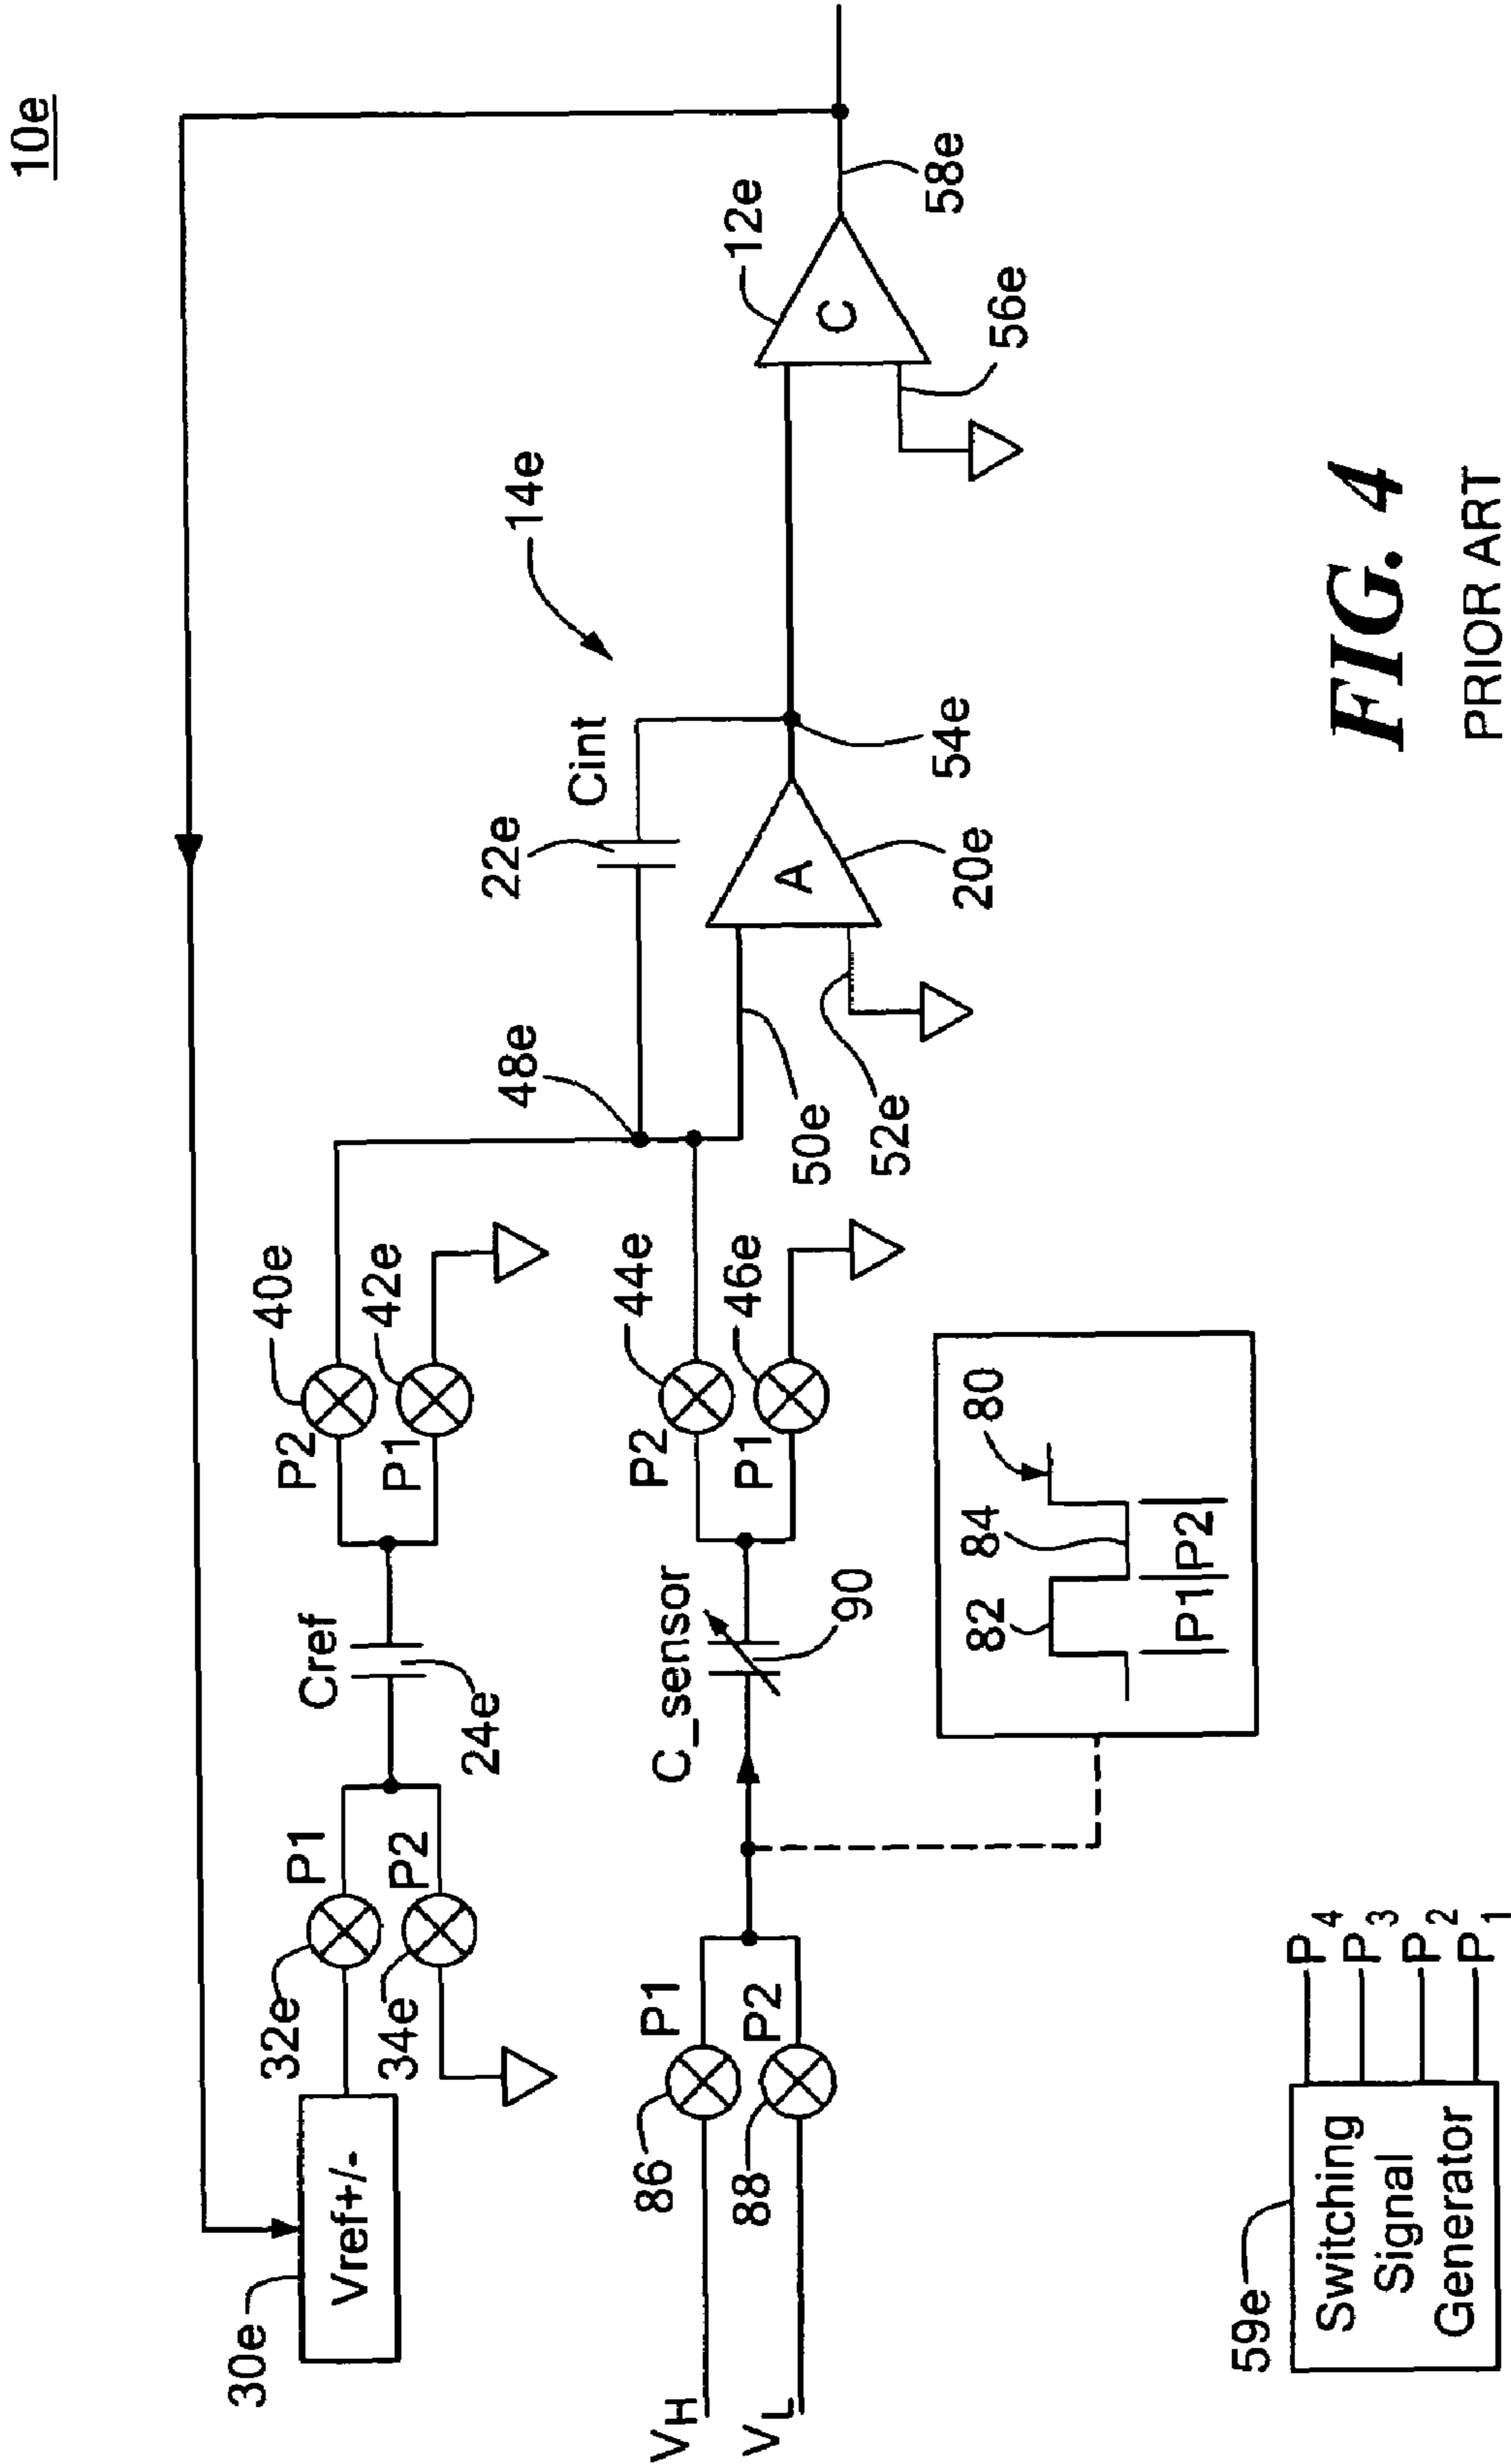 10e
30e
Vref+/-
32e
P1
34e
P2
Cref
24e
P2
40e
P1
42e
48e
22e
Cint
14e
50e
52e
A
20e
54e
12e
C
56e
58e
VH
VL
86
P1
88
P2
C_sensor
90
P2
44e
P1
46e
82
84
80
P1
P2
59e
Switching
Signal
Generator
P4
P3
P2
P1
FIG. 4
PRIOR ART